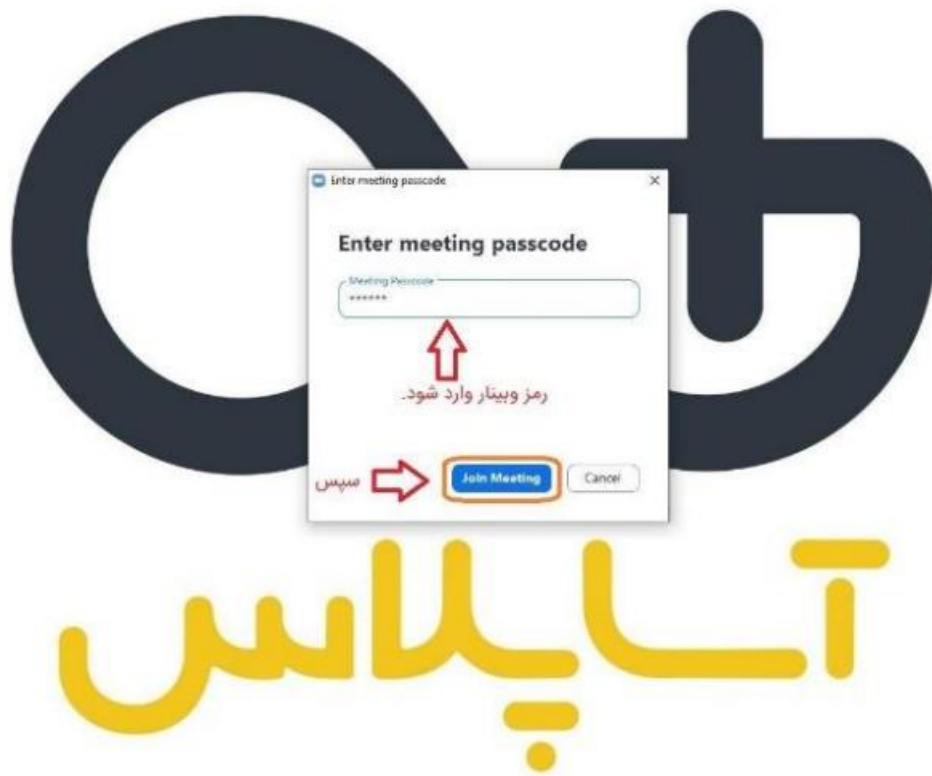 Enter meeting passcode
Enter meeting passcode
Meeting Passcode
******
رمز وبینار وارد شود.
سپس
Join Meeting
Cancel
آساپلاس